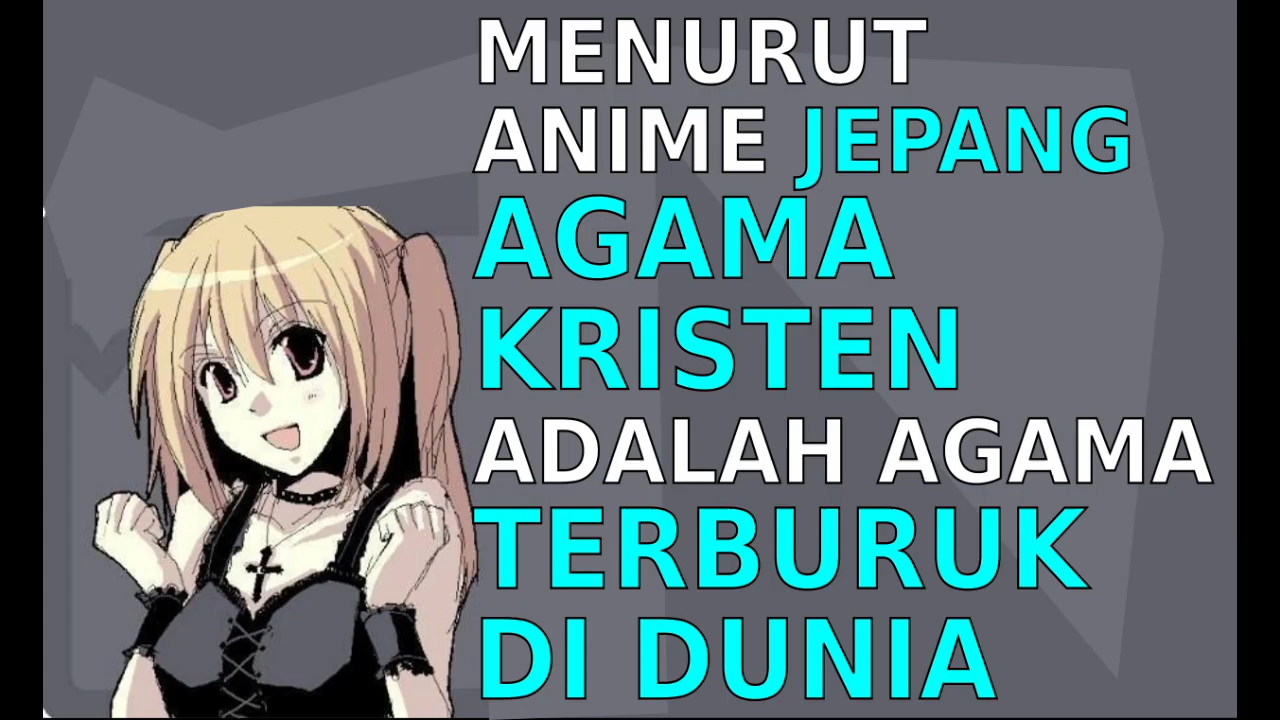 MENURUT
ANIME JEPANG
AGAMA
KRISTEN
ADALAH AGAMA
TERBURUK
DI DUNIA